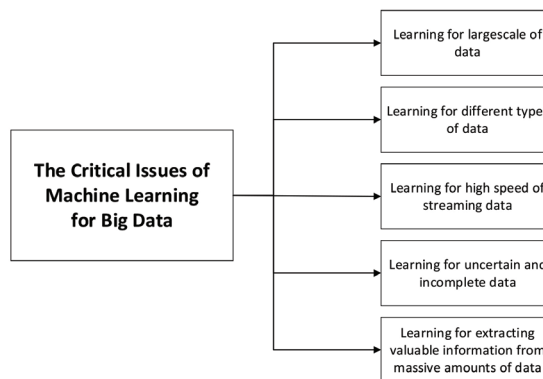 The Critical Issues of
Machine Learning
for Big Data
Learning for largescale of
data
Learning for different type
of data
Learning for high speed of
streaming data
Learning for uncertain and
incomplete data
Learning for extracting
valuable information from
massive amounts of data